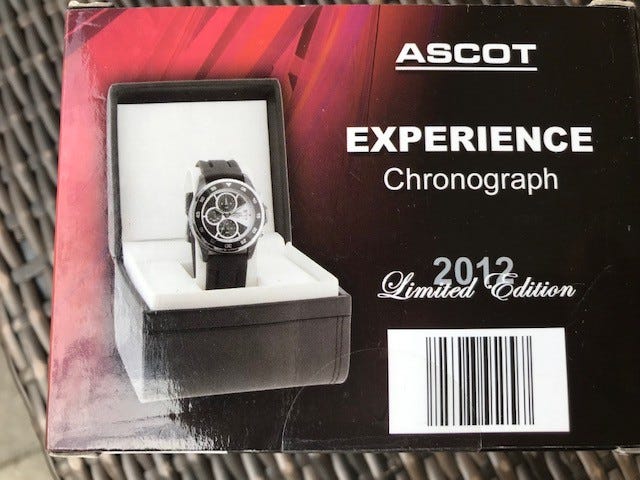 ASCOT
EXPERIENCE
Chronograph
2012
Limited Edition